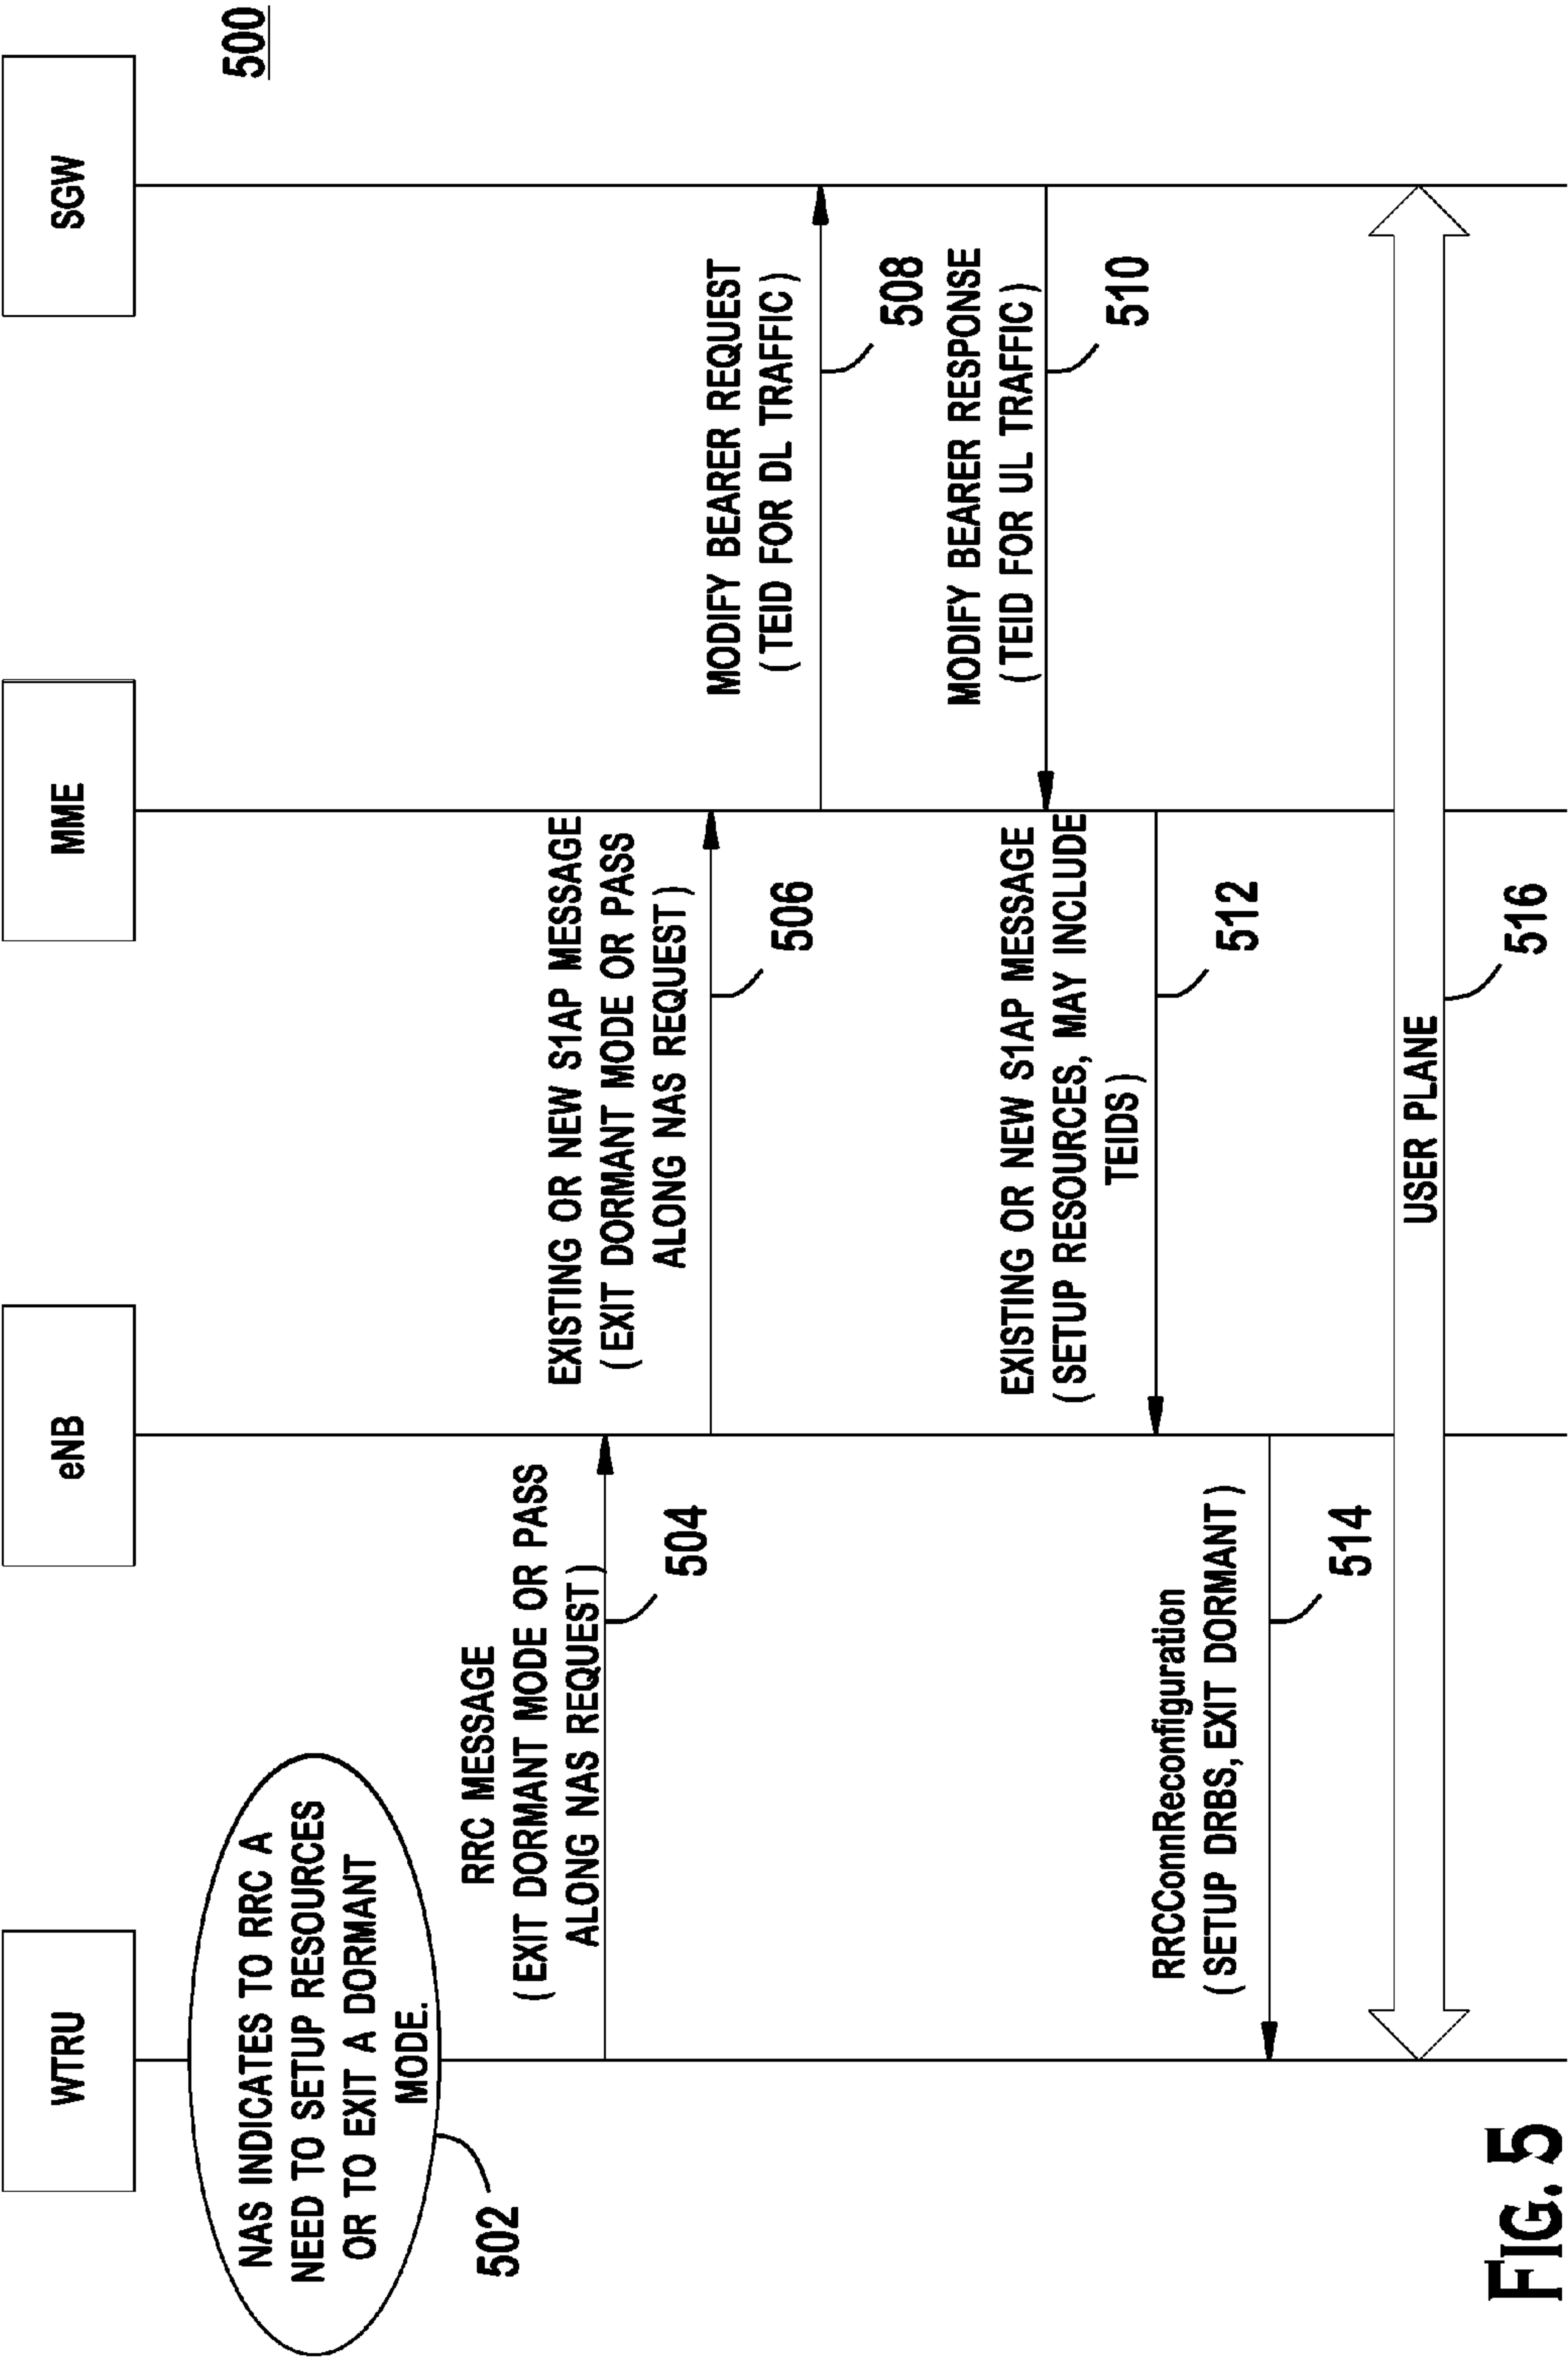 500
WTRU
eNB
MME
SGW
NAS INDICATES TO RRC A
NEED TO SETUP RESOURCES
OR TO EXIT A DORMANT
MODE.
502
RRC MESSAGE
(EXIT DORMANT MODE OR PASS
ALONG NAS REQUEST)
504
EXISTING OR NEW S1AP MESSAGE
(EXIT DORMANT MODE OR PASS
ALONG NAS REQUEST)
506
MODIFY BEARER REQUEST
(TEID FOR DL TRAFFIC)
508
MODIFY BEARER RESPONSE
(TEID FOR UL TRAFFIC)
510
EXISTING OR NEW S1AP MESSAGE
(SETUP RESOURCES, MAY INCLUDE
TEIDS)
512
RRCConnReconfiguration
(SETUP DRBS, EXIT DORMANT)
514
USER PLANE
516
FIG. 5